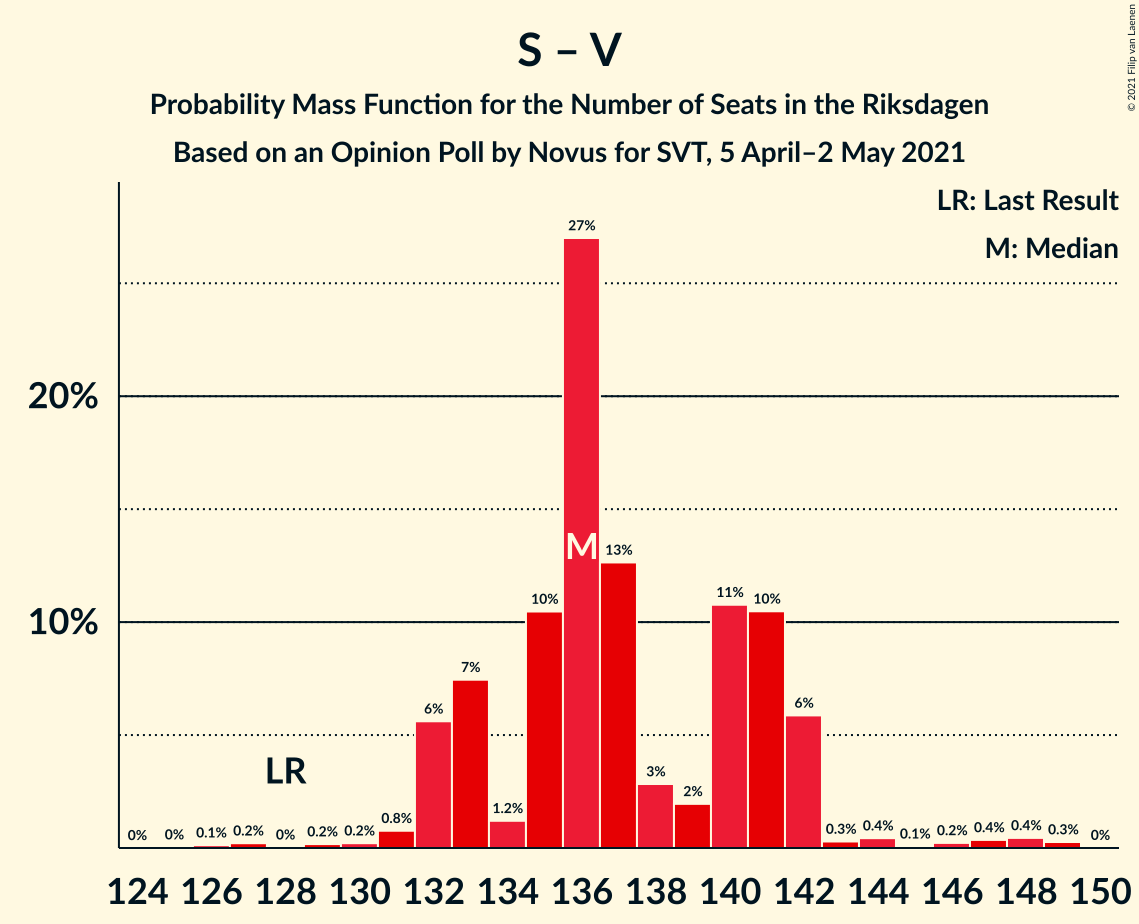 S – V
Probability Mass Function for the Number of Seats in the Riksdagen
Based on an Opinion Poll by Novus for SVT, 5 April–2 May 2021
© 2021 Filip van Laenen
LR: Last Result
M: Median
27%
20%
M
13%
11%
10%
10%
10%
7%
6%
6%
LR
3%
2%
1.2%
0.8%
0% 0% 0.1% 0.2% 0% 0.2% 0.2%
0.3% 0.4% 0.1% 0.2% 0.4% 0.4% 0.3% 0%
124 126 128 130 132 134 136 138 140 142 144 146 148 150